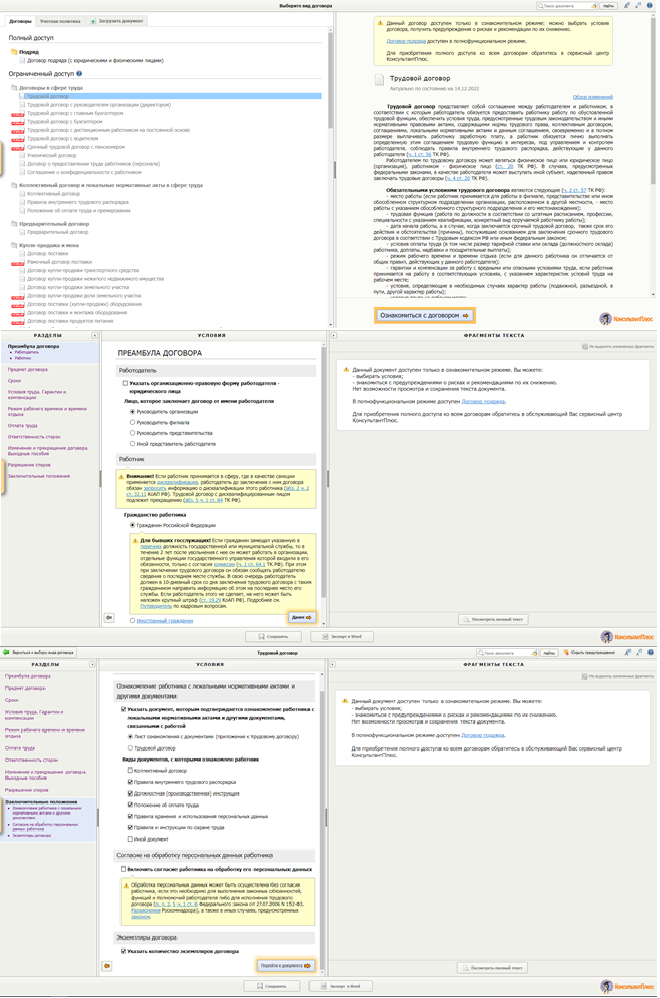 Выберите вид договора
Поиск документа
Найти
Договоры
Учетная политика
Загрузить документ
Полный доступ
Подряд
Договор подряда (с юридическими и физическими лицами)
Ограниченный доступ
Договоры в сфере труда
Трудовой договор
Трудовой договор с руководителем организации (директором)
Трудовой договор с главным бухгалтером
Трудовой договор с бухгалтером
Трудовой договор с дистанционным работником на постоянной основе
Трудовой договор с водителем
Срочный трудовой договор с пенсионером
Ученический договор
Договор о предоставлении труда работников (персонала)
Соглашение о конфиденциальности с работником
Коллективный договор и локальные нормативные акты в сфере труда
Коллективный договор
Правила внутреннего трудового распорядка
Положение об оплате труда и премировании
Предварительный договор
Предварительный договор
Купля-продажа и мена
Договор поставки
Рамочный договор поставки
Договор купли-продажи транспортного средства
Договор купли-продажи нежилого недвижимого имущества
Договор купли-продажи земельного участка
Договор купли-продажи доли земельного участка
Договор поставки (купли-продажи) оборудования
Договор поставки и монтажа оборудования
Договор поставки продуктов питания
Данный договор доступен только в ознакомительном режиме: можно выбрать условия
договора, получить предупреждения о рисках и рекомендации по их снижению.
Договор подряда доступен в полнофункциональном режиме.
Для приобретения полного доступа ко всем договорам обратитесь в сервисный центр
КонсультантПлюс.
Трудовой договор
Актуально по состоянию на 14.12.2022
Обзор изменений
Трудовой договор представляет собой соглашение между работодателем и работником, в
соответствии с которым работодатель обязуется предоставить работнику работу по обусловленной
трудовой функции, обеспечить условия труда, предусмотренные трудовым законодательством и иными
нормативными правовыми актами, содержащими нормы трудового права, коллективным договором,
соглашениями, локальными нормативными актами и данным соглашением, своевременно и в полном
размере выплачивать работнику заработную плату, а работник обязуется лично выполнять
определенную этим соглашением трудовую функцию в интересах, под управлением и контролем
работодателя, соблюдать правила внутреннего трудового распорядка, действующие у данного
работодателя (ч. 1 ст. 56 ТК РФ).
Работодателем по трудовому договору может являться физическое лицо или юридическое лицо
(организация), работником - физическое лицо (ст. 20 ТК РФ). В случаях, предусмотренных
федеральными законами, в качестве работодателя может выступать иной субъект, наделенный правом
заключать трудовые договоры (ч. 4 ст. 20 ТК РФ).
Обязательными условиями трудового договора являются следующие (ч. 2 ст. 57 ТК РФ):
- место работы (если работник принимается для работы в филиале, представительстве или ином
обособленном структурном подразделении организации, расположенном в другой местности, - место
работы с указанием обособленного структурного подразделения и его местонахождения);
- трудовая функция (работа по должности в соответствии со штатным расписанием, профессии,
специальности с указанием квалификации, конкретный вид поручаемой работнику работы);
- дата начала работы, а в случае, когда заключается срочный трудовой договор, также срок его
действия и обстоятельства (причины), послужившие основанием для заключения срочного трудового
договора в соответствии с Трудовым кодексом РФ или иным федеральным законом;
- условия оплаты труда (в том числе размер тарифной ставки или оклада (должностного оклада)
работника, доплаты, надбавки и поощрительные выплаты);
- режим рабочего времени и времени отдыха (если для данного работника он отличается от
общих правил, действующих у данного работодателя);
- гарантии и компенсации за работу с вредными и (или) опасными условиями труда, если работник
принимается на работу в соответствующих условиях, с указанием характеристик условий труда на
рабочем месте;
- условия, определяющие в необходимых случаях характер работы (подвижной, разъездной, в
пути, другой характер работы);
Ознакомиться с договором
КонсультантПлюс
РАЗДЕЛЫ
УСЛОВИЯ
ФРАГМЕНТЫ ТЕКСТА
Не выделять измененные фрагменты
Преамбула договора
Работодатель
Работник
Предмет договора
Сроки
Условия труда. Гарантии и
компенсации
Режим рабочего времени и времени
отдыха
Оплата труда
Ответственность сторон
Изменение и прекращение договора.
Выходные пособия
Разрешение споров
Заключительные положения
ПРЕАМБУЛА ДОГОВОРА
Работодатель
Указать организационно-правовую форму работодателя -
юридического лица
Лицо, которое заключает договор от имени работодателя
Руководитель организации
Руководитель филиала
Руководитель представительства
Иной представитель работодателя
Работник
Внимание! Если работник принимается в сфере, где в качестве санкции
применяется дисквалификация, работодатель до заключения с ним договора
обязан запросить информацию о дисквалификации этого работника (абз. 2 ч. 2
ст. 32.11 КоАП РФ). Трудовой договор с дисквалифицированным лицом
подлежит прекращению (абз. 5 ч. 1 ст. 84 ТК РФ).
Гражданство работника
Гражданин Российской Федерации
Для бывших госслужащих! Если гражданин замещал указанную в
перечнях должность государственной или муниципальной службы, то в
течение 2 лет после увольнения с нее он может работать в организации,
отдельные функции государственного управления которой входили в его
обязанности, только с согласия комиссии (ч. 1 ст. 64.1 ТК РФ). При этом
при заключении трудового договора он обязан сообщать работодателю
сведения о последнем месте службы. В свою очередь работодатель
должен в 10-дневный срок со дня заключения трудового договора с таким
гражданином направить информацию об этом на последнее место его
службы. Если работодатель этого не сделает, на него может быть
наложен крупный штраф (ст. 19.29 КоАП РФ). Подробнее см.
Путеводитель по кадровым вопросам.
Иностранный гражданин
Далее
Данный документ доступен только в ознакомительном режиме. Вы можете:
- выбирать условия;
- знакомиться с предупреждениями о рисках и рекомендациями по их снижению.
Нет возможности просмотра и сохранения текста документа.
В полнофункциональном режиме доступен Договор подряда.
Для приобретения полного доступа ко всем договорам обратитесь в обслуживающий Вас сервисный центр
КонсультантПлюс.
Посмотреть полный текст
Сохранить
Экспорт в Word
КонсультантПлюс
Вернуться к выбору вида договора
Трудовой договор
Поиск документа
Найти
Скрыть предупреждения
РАЗДЕЛЫ
УСЛОВИЯ
ФРАГМЕНТЫ ТЕКСТА
Не выделять измененные фрагменты
Преамбула договора
Предмет договора
Сроки
Условия труда. Гарантии и
компенсации
Режим рабочего времени и времени
отдыха
Оплата труда
Ответственность сторон
Изменение и прекращение договора.
Выходные пособия
Разрешение споров
Заключительные положения
Ознакомление работника с локальными
нормативными актами и другими
документами
Согласие на обработку персональных
данных работника
Экземпляры договора
Ознакомление работника с локальными нормативными актами и
другими документами
Указать документ, которым подтверждается ознакомление работника с
локальными нормативными актами и другими документами,
связанными с работой
Лист ознакомления с документами (приложение к трудовому договору)
Трудовой договор
Виды документов, с которыми ознакомлен работник
Коллективный договор
Правила внутреннего трудового распорядка
Должностная (производственная) инструкция
Положение об оплате труда
Правила хранения и использования персональных данных
Правила и инструкции по охране труда
Иной документ
Согласие на обработку персональных данных работника
Включить согласие работника на обработку его персональных данных
Обработка персональных данных может быть осуществлена без согласия
работника, если это необходимо для выполнения законных обязанностей,
функций и полномочий работодателя либо для исполнения трудового
договора (п. п. 2, 5 ч. 1 ст. 6 Федерального закона от 27.07.2006 N 152-ФЗ,
Разъяснения Роскомнадзора), а также в иных случаях, предусмотренных
законом.
Экземпляры договора
Указать количество экземпляров договора
Перейти к документу
Данный документ доступен только в ознакомительном режиме. Вы можете:
- выбирать условия;
- знакомиться с предупреждениями о рисках и рекомендациями по их снижению.
Нет возможности просмотра и сохранения текста документа.
В полнофункциональном режиме доступен Договор подряда.
Для приобретения полного доступа ко всем договорам обратитесь в обслуживающий Вас сервисный центр
КонсультантПлюс.
Посмотреть полный текст
Сохранить
Экспорт в Word
КонсультантПлюс